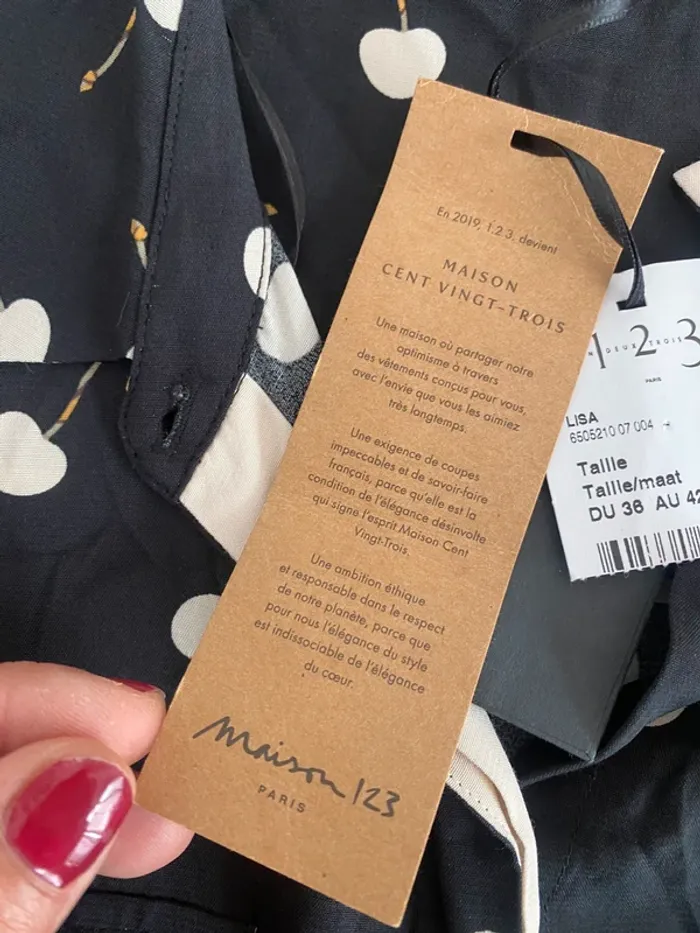 En 2019, 1.2.3. devient
MAISON
CENT VINGT-TROIS
Une maison où partager notre
optimisme à travers
des vêtements conçus pour vous,
avec l'envie que vous les aimiez
très longtemps.
Une exigence de coupes
impeccables et de savoir-faire
français, parce qu'elle est la
condition de l'élégance désinvolte
qui signe l'esprit Maison Cent
Vingt-Trois.
Une ambition éthique
et responsable dans le respect
de notre planète, parce que
pour nous l'élégance du style
est indissociable de l'élégance
du cœur.
Maison 123
PARIS
1 2 3
N DEUX TROIS
PARIS
LISA
6505210 07 004
Taille
Taille/maat
DU 36 AU 42